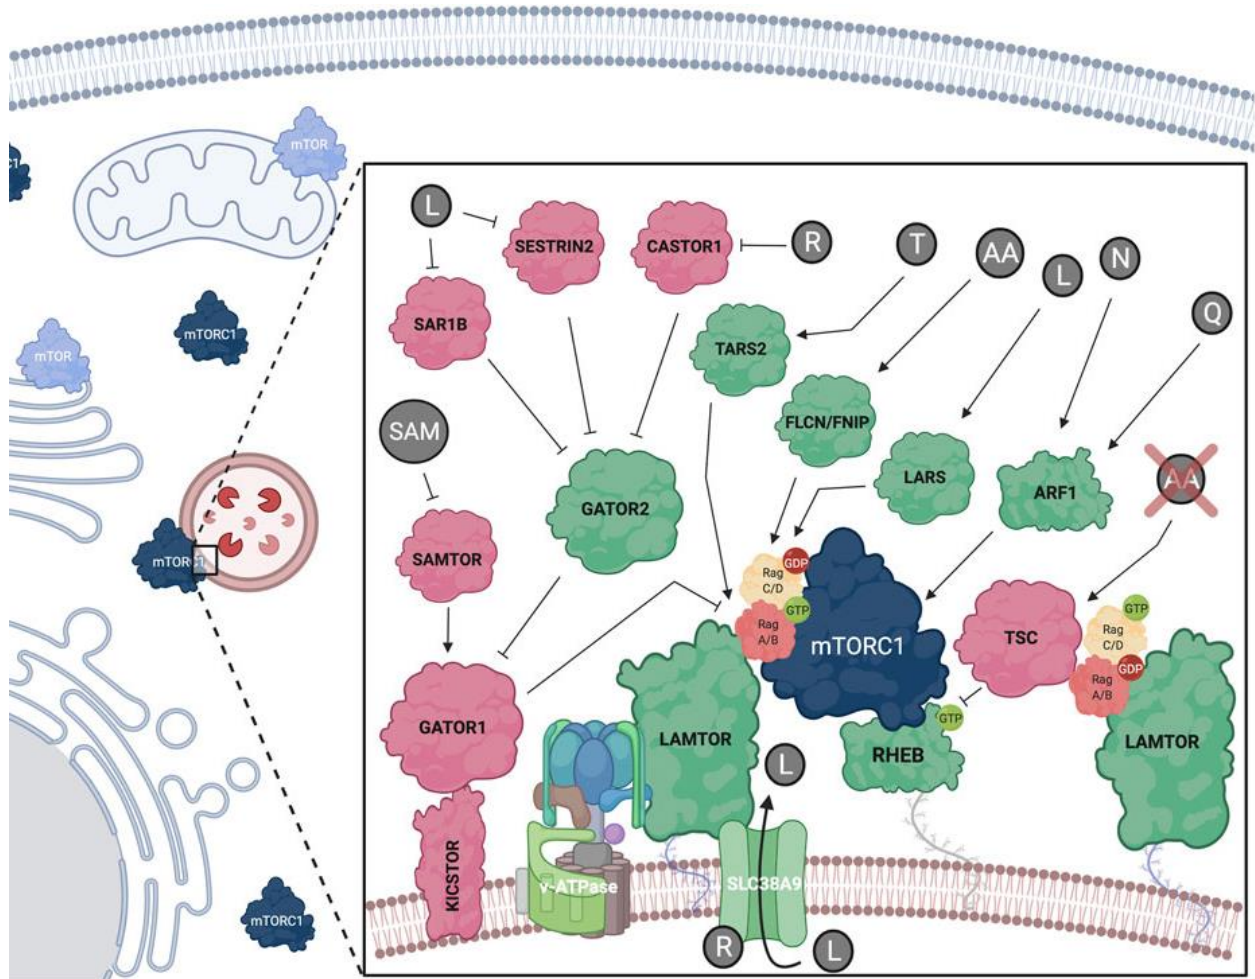 mTOR
C1
mTORC1
mTOR
mTORC1
mTORC1
L
SESTRIN2
CASTOR1
R
T
AA
L
N
Q
SAR1B
TARS2
SAM
FLCN/FNIP
LARS
ARF1
AA
GATOR2
SAMTOR
Rag
C/D
GDP
GTP
Rag
A/B
mTORC1
TSC
GTP
Rag
C/D
GDP
Rag
A/B
GATOR1
LAMTOR
GTP
RHEB
LAMTOR
L
KICSTOR
v-ATPase
SLC38A9
R
L